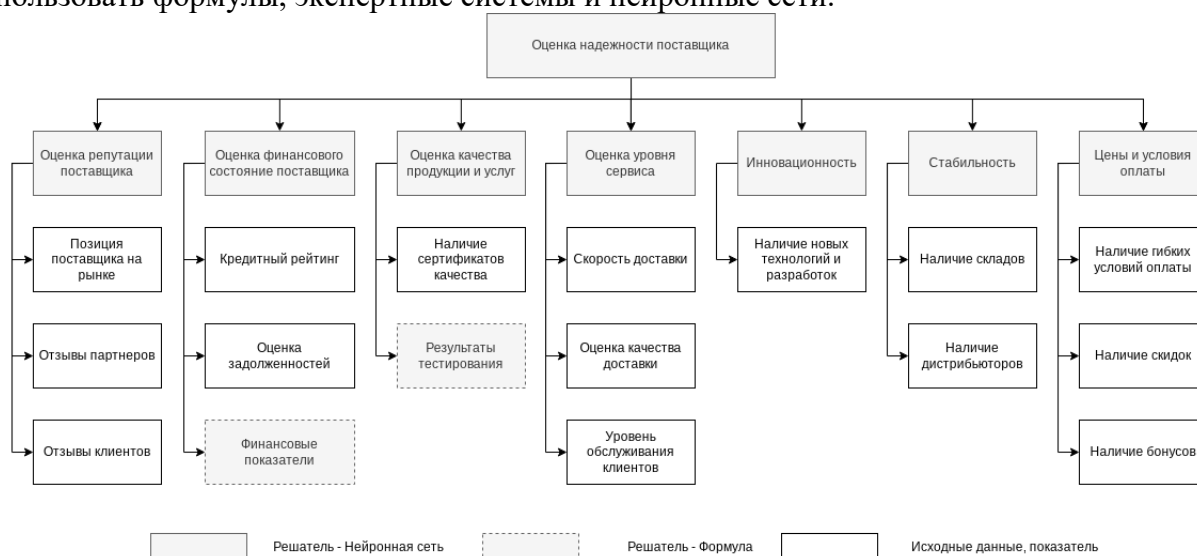 пользовать формулы, экспертные системы и нейронные сети.
Оценка надежности поставщика
Оценка репутации
поставщика
Оценка финансового
состояние поставщика
Оценка качества
продукции и услуг
Оценка уровня
сервиса
Инновационность
Стабильность
Цены и условия
оплаты
Позиция
поставщика на
рынке
Кредитный рейтинг
Наличие
сертификатов
качества
Скорость доставки
Наличие новых
технологий и
разработок
Наличие складов
Наличие гибких
условий оплаты
Отзывы партнеров
Оценка
задолженностей
Результаты
тестирования
Оценка качества
доставки
Наличие
дистрибьюторов
Наличие скидок
Отзывы клиентов
Финансовые
показатели
Уровень
обслуживания
клиентов
Наличие бонусов
Решатель - Нейронная сеть
Решатель - Формула
Исходные данные, показатель